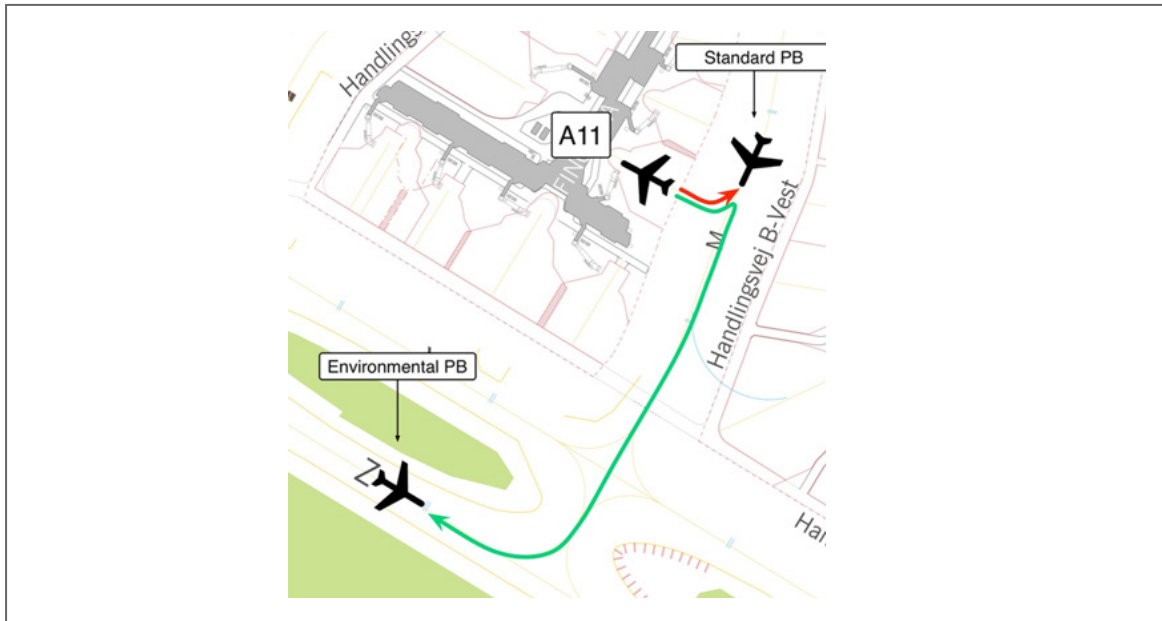 Standard PB
A11
M
Handlingsvej B-Vest
Environmental PB
Z